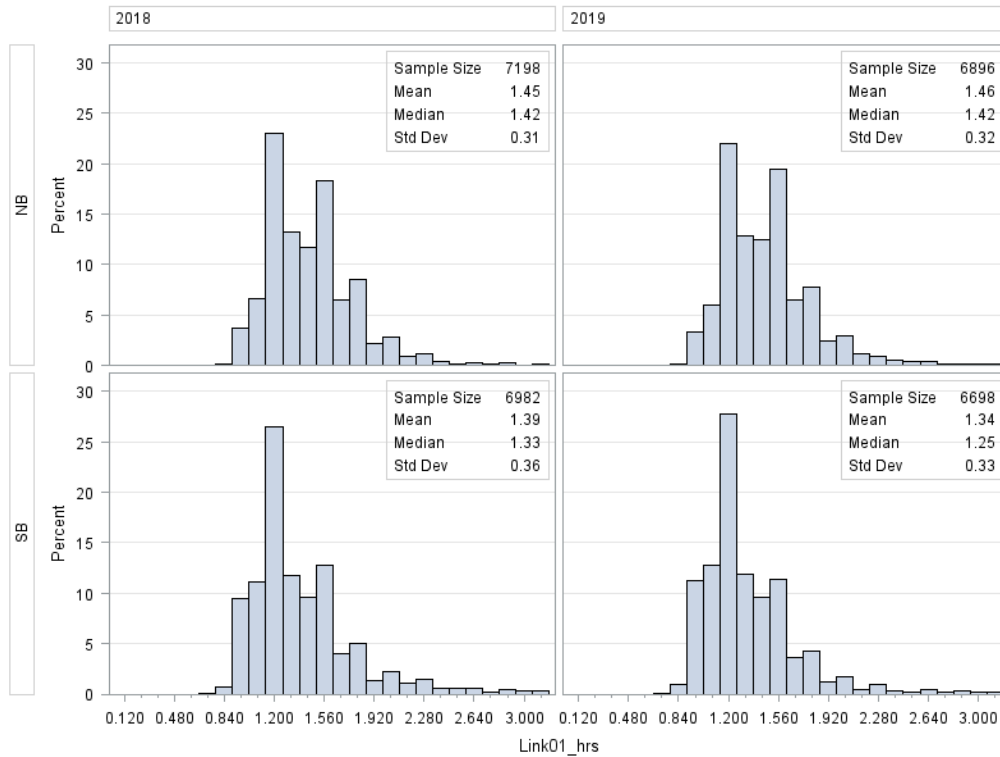 2018
2019
NB
Percent
30
25
20
15
10
5
0
Sample Size 7198
Mean 1.45
Median 1.42
Std Dev 0.31
Sample Size 6896
Mean 1.46
Median 1.42
Std Dev 0.32
SB
Percent
30
25
20
15
10
5
0
Sample Size 6982
Mean 1.39
Median 1.33
Std Dev 0.36
Sample Size 6698
Mean 1.34
Median 1.25
Std Dev 0.33
0.120 0.480 0.840 1.200 1.560 1.920 2.280 2.640 3.000 0.120 0.480 0.840 1.200 1.560 1.920 2.280 2.640 3.000
Link01_hrs